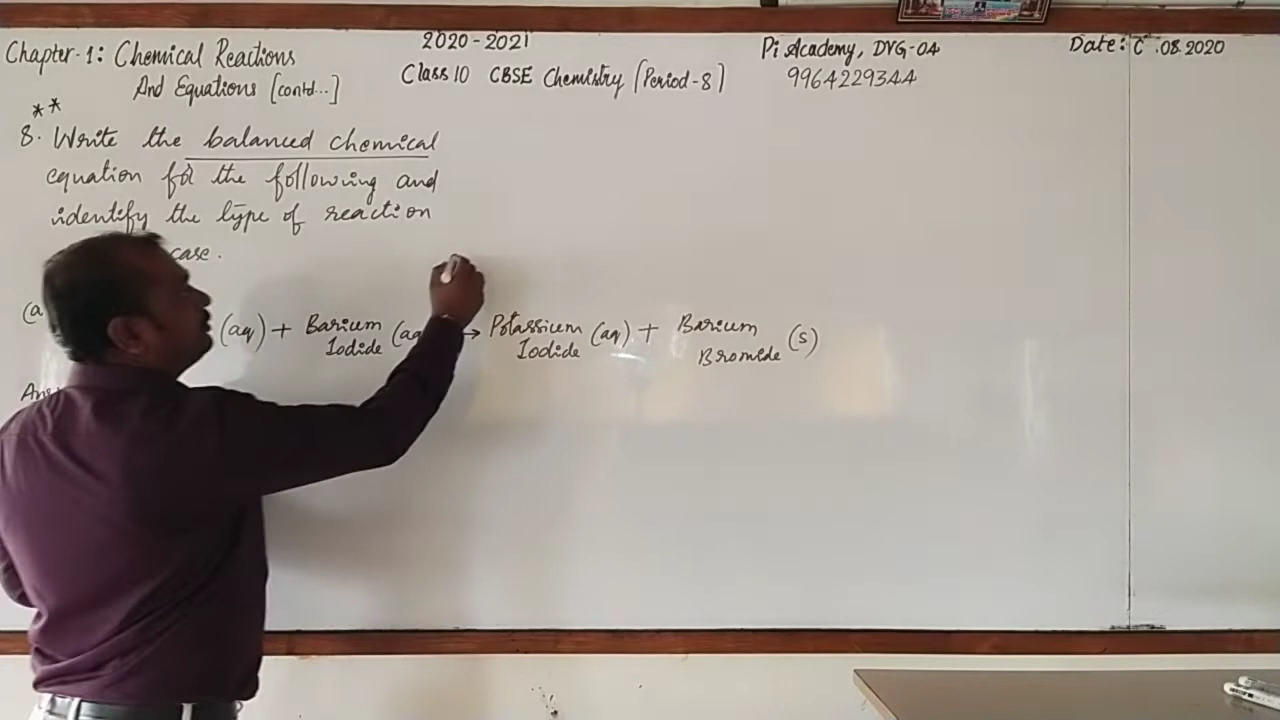 Chapter-1: Chemical Reactions
And Equations [contd...]
2020-2021
Class 10 CBSE Chemistry [Period-8]
Pi Academy, DVG-04
9964229344
Date: .08.2020
**
8. Write the balanced chemical
equation for the following and
identify the type of reaction
case.
(a
(aq) + Barium Iodide (aq → Potassium Iodide (aq) + Barium Bromide (s)
Ans